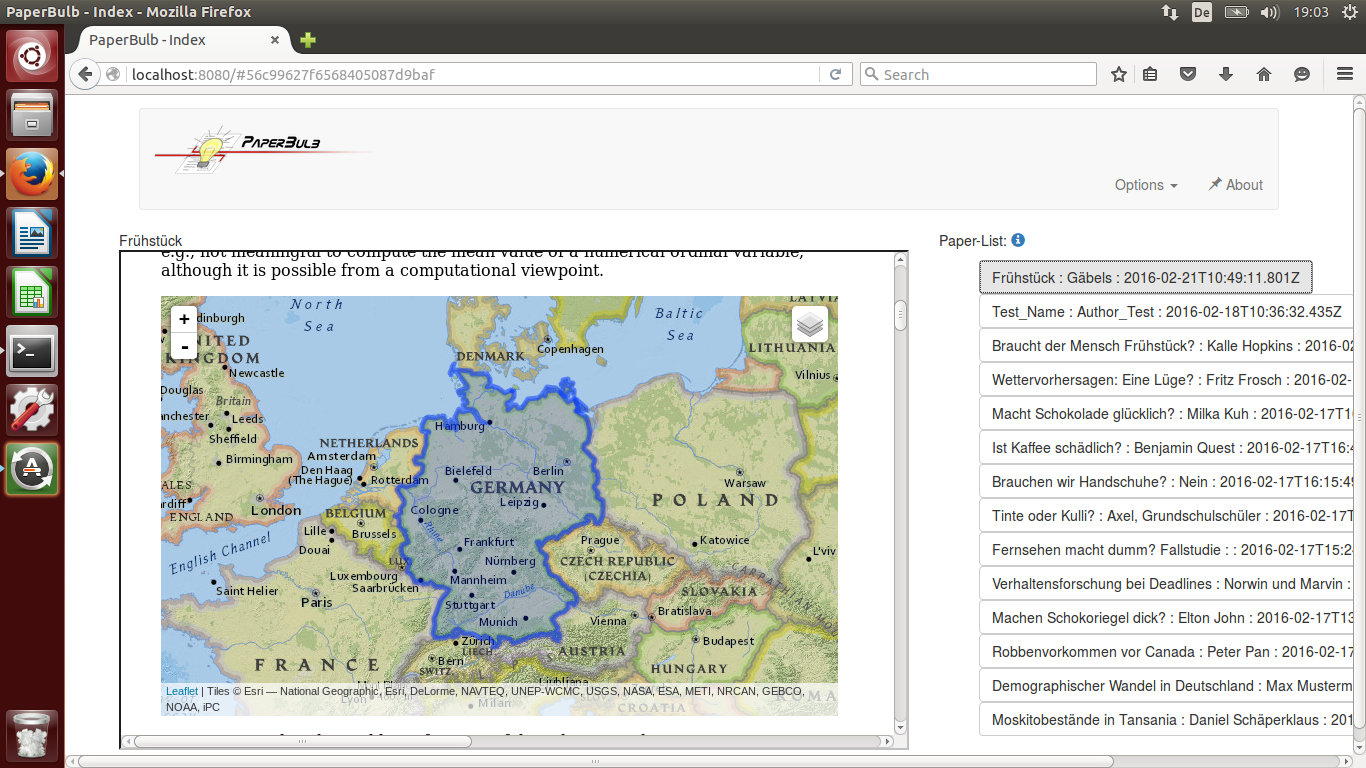 PaperBulb - Index - Mozilla Firefox
De
19:03
PaperBulb - Index
localhost:8080/#56c99627f6568405087d9baf
Search
PaperBulb
Options
About
Frühstück
Paper-List:
e.g., not meaningful to compute the mean value of a numerical ordinal variable,
although it is possible from a computational viewpoint.
+
-
North
Sea
Baltic
Sea
LATVIA
dinburgh
UNITED
KINGDOM
Newcastle
DENMARK
Copenhagen
LITHUANIA
Vilnius
Douglas
Britain
anchester
Leeds
Sheffield
Birmingham
Hamburg
NETHERLANDS
Amsterdam
Den Haag
(The Hague)
Rotterdam
Bielefeld
Berlin
GERMANY
Leipzig
Warsaw
POLAND
ALES
rdiff
ENGLAND
London
BELGIUM
Brussels
Cologne
Rhine
Lille
Douai
English Channel
Frankfurt
Prague
CZECH REPUBLIC
(CZECHIA)
Katowice
L'viv
LUX.
Luxembourg
Saarbrücken
Mannheim
Nürnberg
Saint Helier
Paris
Stuttgart
Danube
Munich
Vienna
SLOVAKIA
Bratislava
CARPATHIAN MO
Zürich
LIECH.
Bern
SWITZ.
AUSTRIA
Budapest
HUNGARY
FRANCE
Ljubljana
Lyon
Milan
CROATIA
ROMA
Leaflet | Tiles © Esri — National Geographic, Esri, DeLorme, NAVTEQ, UNEP-WCMC, USGS, NASA, ESA, METI, NRCAN, GEBCO,
NOAA, iPC
Frühstück : Gäbels : 2016-02-21T10:49:11.801Z
Test_Name : Author_Test : 2016-02-18T10:36:32.435Z
Braucht der Mensch Frühstück? : Kalle Hopkins : 2016-02
Wettervorhersagen: Eine Lüge? : Fritz Frosch : 2016-02-
Macht Schokolade glücklich? : Milka Kuh : 2016-02-17T1
Ist Kaffee schädlich? : Benjamin Quest : 2016-02-17T16:4
Brauchen wir Handschuhe? : Nein : 2016-02-17T16:15:49
Tinte oder Kulli? : Axel, Grundschulschüler : 2016-02-17T
Fernsehen macht dumm? Fallstudie : : 2016-02-17T15:2
Verhaltensforschung bei Deadlines : Norwin und Marvin :
Machen Schokoriegel dick? : Elton John : 2016-02-17T13
Robbenvorkommen vor Canada : Peter Pan : 2016-02-17
Demographischer Wandel in Deutschland : Max Musterm
Moskitobestände in Tansania : Daniel Schäperklaus : 201